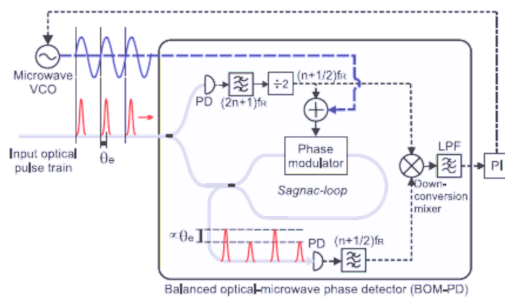 Microwave
VCO
Input optical
pulse train
θe
PD
(2n+1)fR
÷2
(n+1/2)fR
+
Phase
modulator
Sagnac-loop
Down-
conversion
mixer
LPF
PI
∝θe
PD
(n+1/2)fR
Balanced optical-microwave phase detector (BOM-PD)